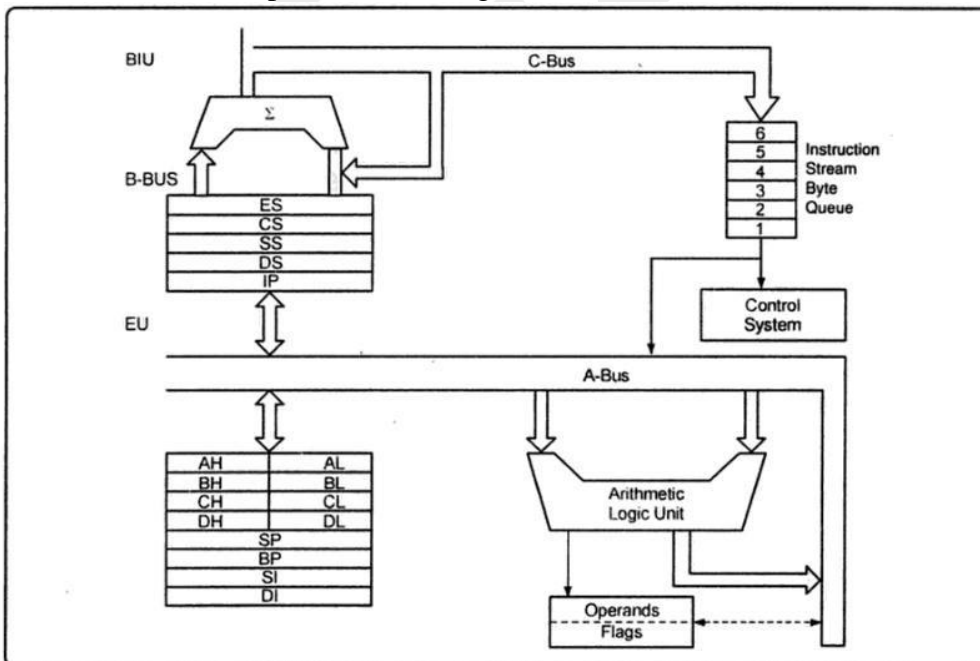 BIU
C-Bus
Σ
6
5
4
3
2
1
Instruction
Stream
Byte
Queue
B-BUS
ES
CS
SS
DS
IP
Control
System
EU
A-Bus
AH AL
BH BL
CH CL
DH DL
SP
BP
SI
DI
Arithmetic
Logic Unit
Operands
Flags